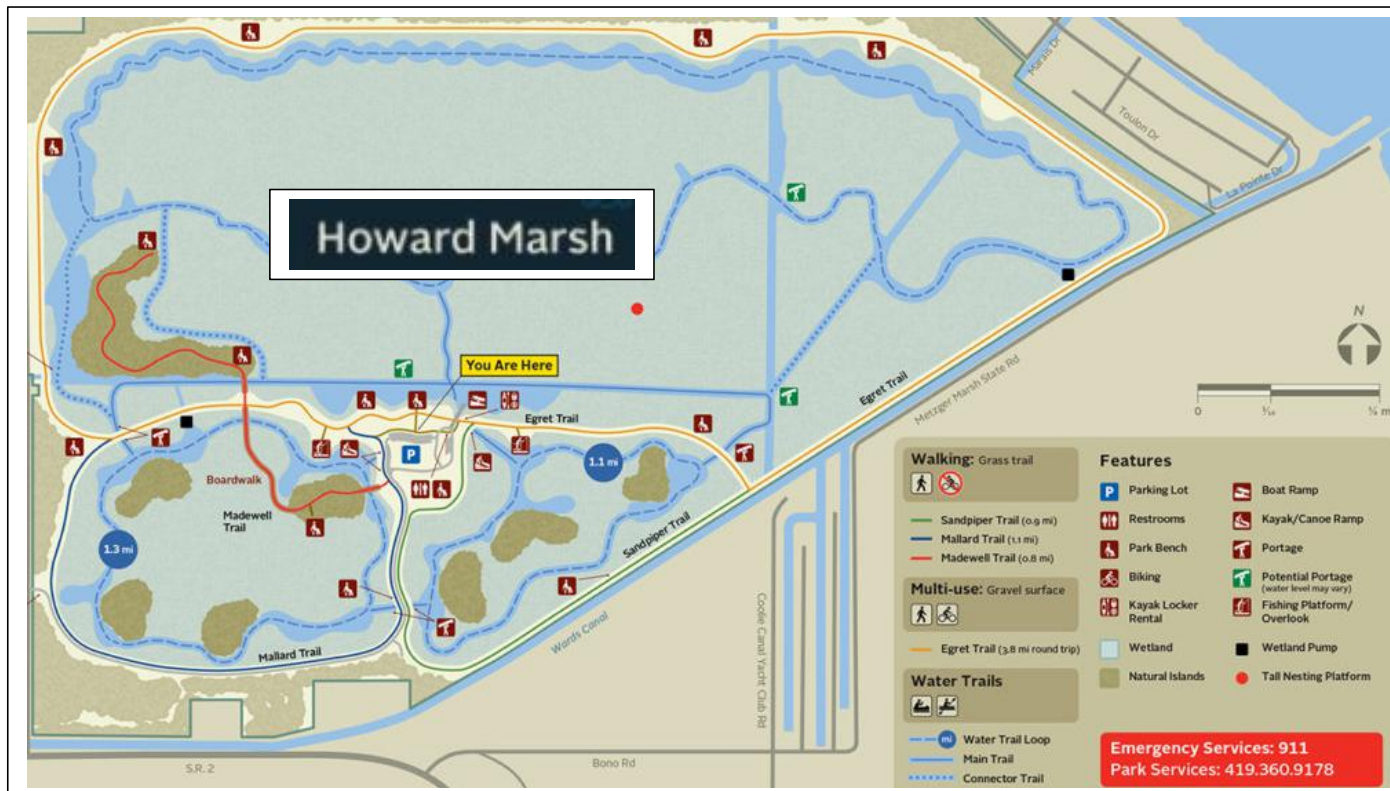 Marais Dr
Toulon Dr
La Pointe Dr
Howard Marsh
You Are Here
Egret Trail
Egret Trail
Metzger Marsh State Rd
N
0
P
Boardwalk
Madewell
Trail
1.1 mi
1.3 mi
Sandpiper Trail
Mallard Trail
Wards Canal
Coolie Canal Yacht Club Rd
S.R. 2
Bono Rd
Walking: Grass trail
Sandpiper Trail (0.9 mi)
Mallard Trail (1.1 mi)
Madewell Trail (0.8 mi)
Multi-use: Gravel surface
Egret Trail (3.8 mi round trip)
Water Trails
mi Water Trail Loop
Main Trail
Connector Trail
Features
P Parking Lot
Restrooms
Park Bench
Biking
Kayak Locker
Rental
Wetland
Natural Islands
Boat Ramp
Kayak/Canoe Ramp
Portage
Potential Portage
(water level may vary)
Fishing Platform/
Overlook
Wetland Pump
Tall Nesting Platform
Emergency Services: 911
Park Services: 419.360.9178